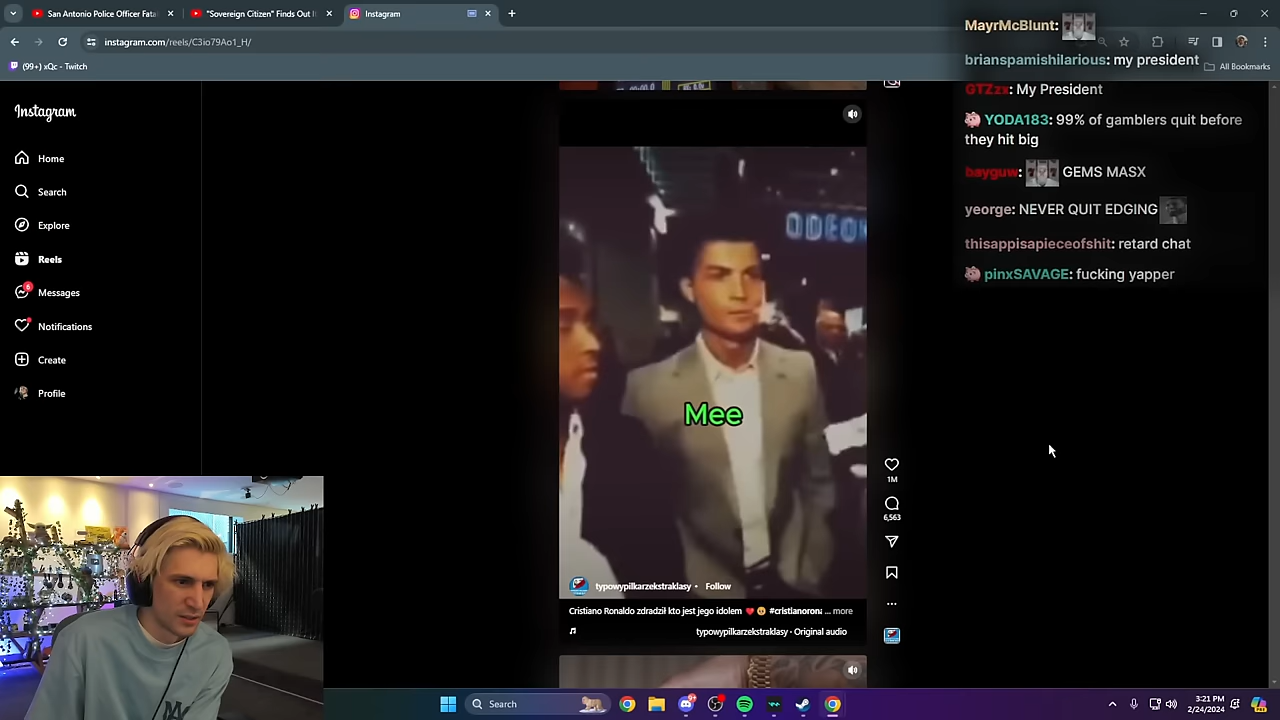 San Antonio Police Officer Fata
"Sovereign Citizen" Finds Out I
Instagram
instagram.com/reels/C3io79Ao1_H/
(99+) xQc - Twitch
All Bookmarks
Instagram
Home
Search
Explore
Reels
6
Messages
Notifications
Create
Profile
ODEON
Mee
typowypilkarzekstraklasy • Follow
Cristiano Ronaldo zdradził kto jest jego idolem ❤️ 😡 #cristianorona ... more
typowypilkarzekstraklasy · Original audio
1M
6,563
MayrMcBlunt:
brianspamishilarious: my president
GTZzx: My President
YODA183: 99% of gamblers quit before
they hit big
bayguw: GEMS MASX
yeorge: NEVER QUIT EDGING
thisappisapieceofshit: retard chat
pinxSAVAGE: fucking yapper
Search
3:21 PM
2/24/2024